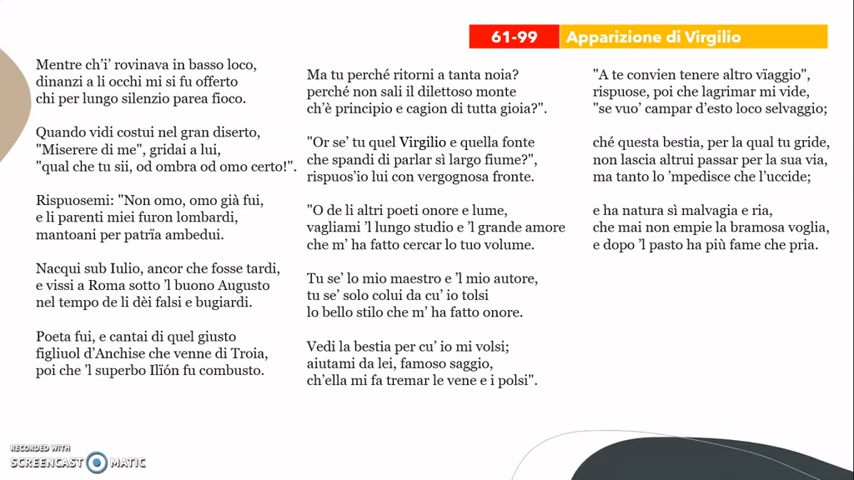 61-99 Apparizione di Virgilio
Mentre ch'i' rovinava in basso loco,
dinanzi a li occhi mi si fu offerto
chi per lungo silenzio parea fioco.
Quando vidi costui nel gran diserto,
"Miserere di me", gridai a lui,
"qual che tu sii, od ombra od omo certo!".
Rispuosemi: "Non omo, omo già fui,
e li parenti miei furon lombardi,
mantoani per patrïa ambedui.
Nacqui sub Iulio, ancor che fosse tardi,
e vissi a Roma sotto 'l buono Augusto
nel tempo de li dèi falsi e bugiardi.
Poeta fui, e cantai di quel giusto
figliuol d'Anchise che venne di Troia,
poi che 'l superbo Ilïón fu combusto.
Ma tu perché ritorni a tanta noia?
perché non sali il dilettoso monte
ch'è principio e cagion di tutta gioia?".
"Or se' tu quel Virgilio e quella fonte
che spandi di parlar sì largo fiume?",
rispuos'io lui con vergognosa fronte.
"O de li altri poeti onore e lume,
vagliami 'l lungo studio e 'l grande amore
che m' ha fatto cercar lo tuo volume.
Tu se' lo mio maestro e 'l mio autore,
tu se' solo colui da cu' io tolsi
lo bello stilo che m' ha fatto onore.
Vedi la bestia per cu' io mi volsi;
aiutami da lei, famoso saggio,
ch'ella mi fa tremar le vene e i polsi".
"A te convien tenere altro vïaggio",
rispuose, poi che lagrimar mi vide,
"se vuo' campar d'esto loco selvaggio;
ché questa bestia, per la qual tu gride,
non lascia altrui passar per la sua via,
ma tanto lo 'mpedisce che l'uccide;
e ha natura sì malvagia e ria,
che mai non empie la bramosa voglia,
e dopo 'l pasto ha più fame che pria.
RECORDED WITH
SCREENCAST MATIC